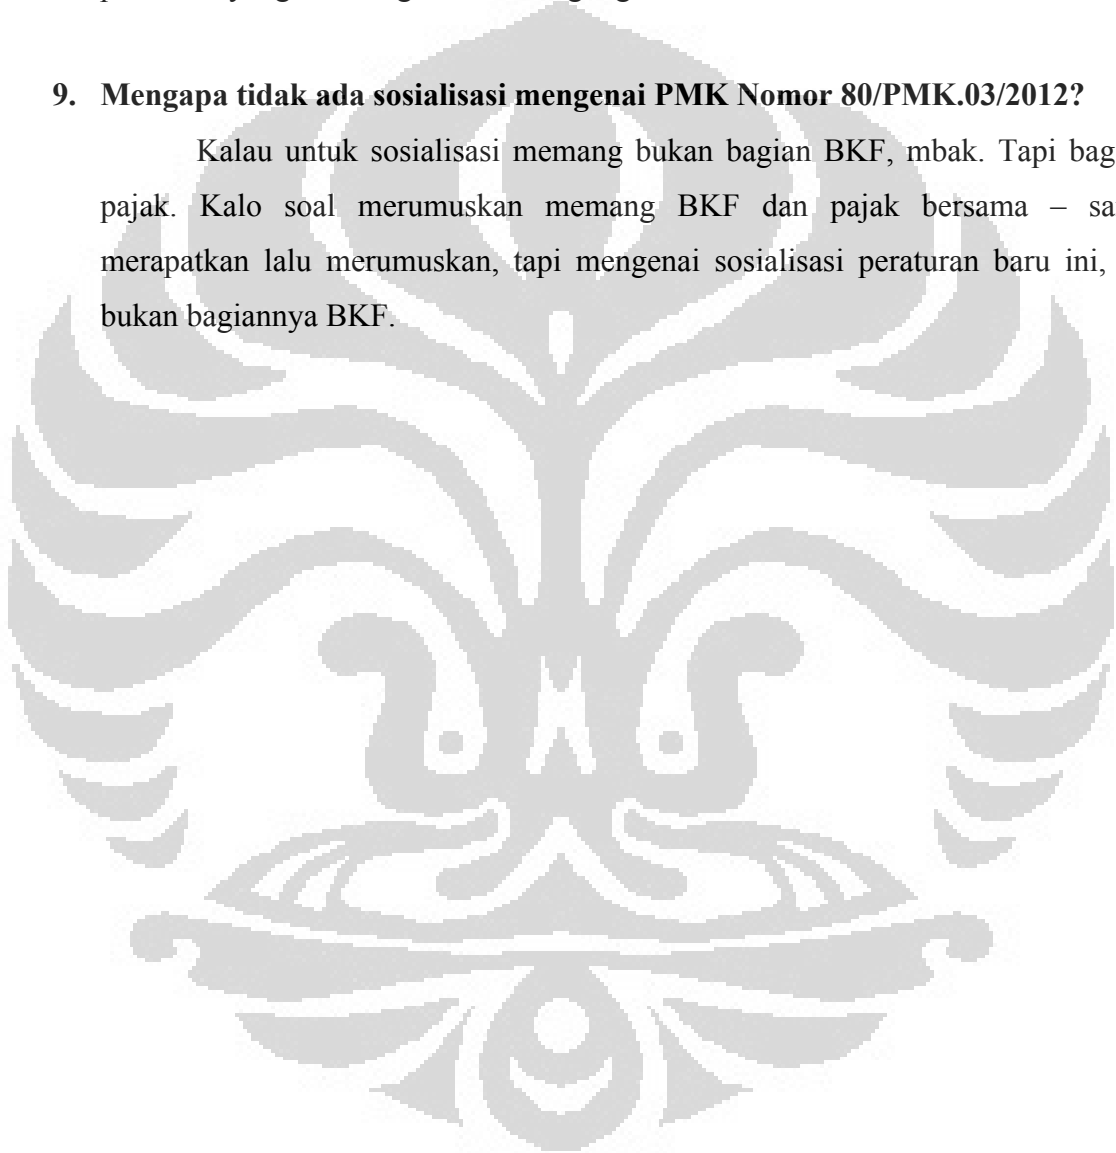 9. Mengapa tidak ada sosialisasi mengenai PMK Nomor 80/PMK.03/2012?
Kalau untuk sosialisasi memang bukan bagian BKF, mbak. Tapi bag
pajak. Kalo soal merumuskan memang BKF dan pajak bersama – sa
merapatkan lalu merumuskan, tapi mengenai sosialisasi peraturan baru ini,
bukan bagiannya BKF.